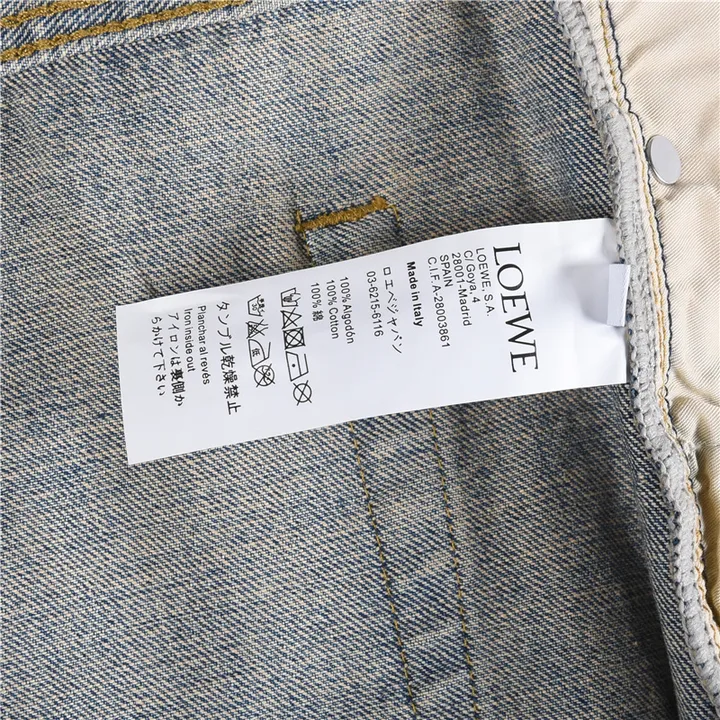 LOEWE
LOEWE, S.A.
C/ Goya, 4
28001-Madrid
SPAIN
C.I.F.A-28003861
Made in Italy
ロエベジャパン
03-6215-6116
100% Algodón
100% Cotton
100% 綿
タンブル乾燥禁止
Planchar al revés
Iron inside out
アイロンは裏側か
らかけて下さい